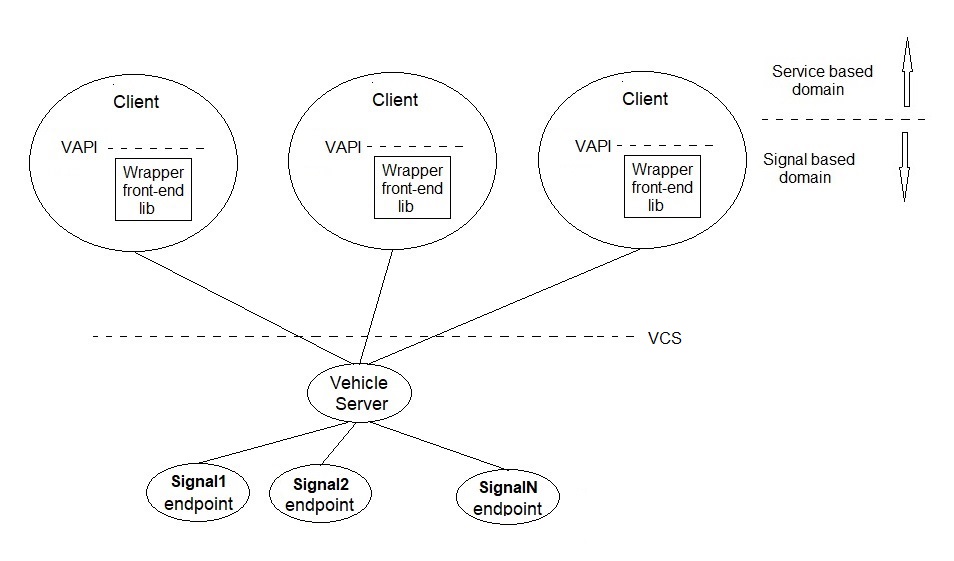 Service based
domain
Client
Client
Client
VAPI
VAPI
VAPI
Signal based
domain
Wrapper
front-end
lib
Wrapper
front-end
lib
Wrapper
front-end
lib
VCS
Vehicle
Server
Signal1
endpoint
Signal2
endpoint
SignalN
endpoint